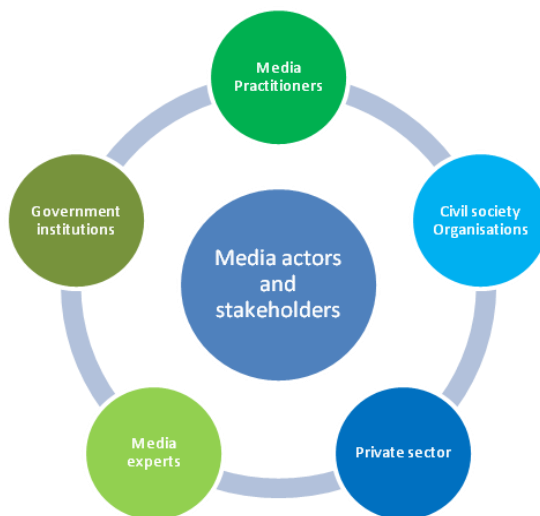 Media
Practitioners
Government
institutions
Civil society
Organisations
Media actors
and
stakeholders
Media
experts
Private sector